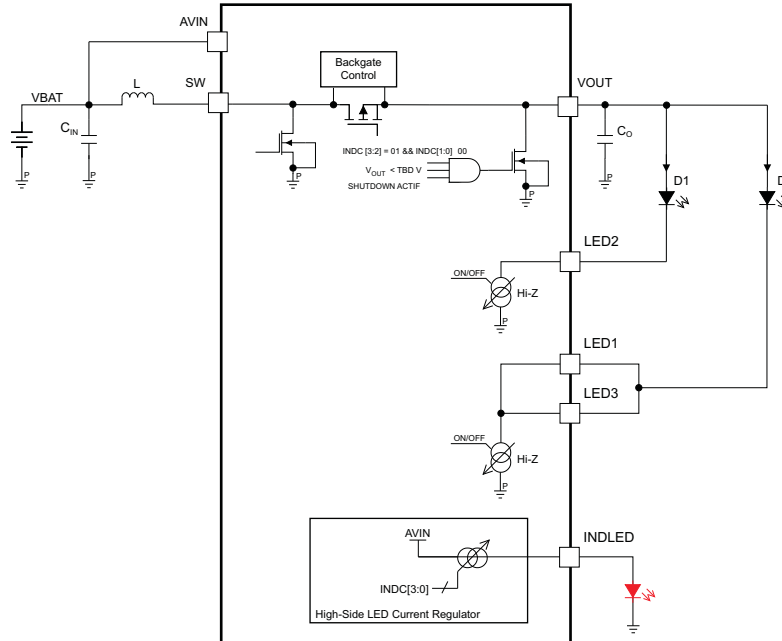 AVIN
SW
L
VBAT
C_IN
P
P
Backgate
Control
VOUT
P
INDC [3:2] = 01 && INDC[1:0] 00
V_OUT < TBD V
SHUTDOWN ACTIF
P
C_O
P
D1
D
LED2
ON/OFF
Hi-Z
P
LED1
LED3
ON/OFF
Hi-Z
P
AVIN
INDC[3:0]
High-Side LED Current Regulator
INDLED